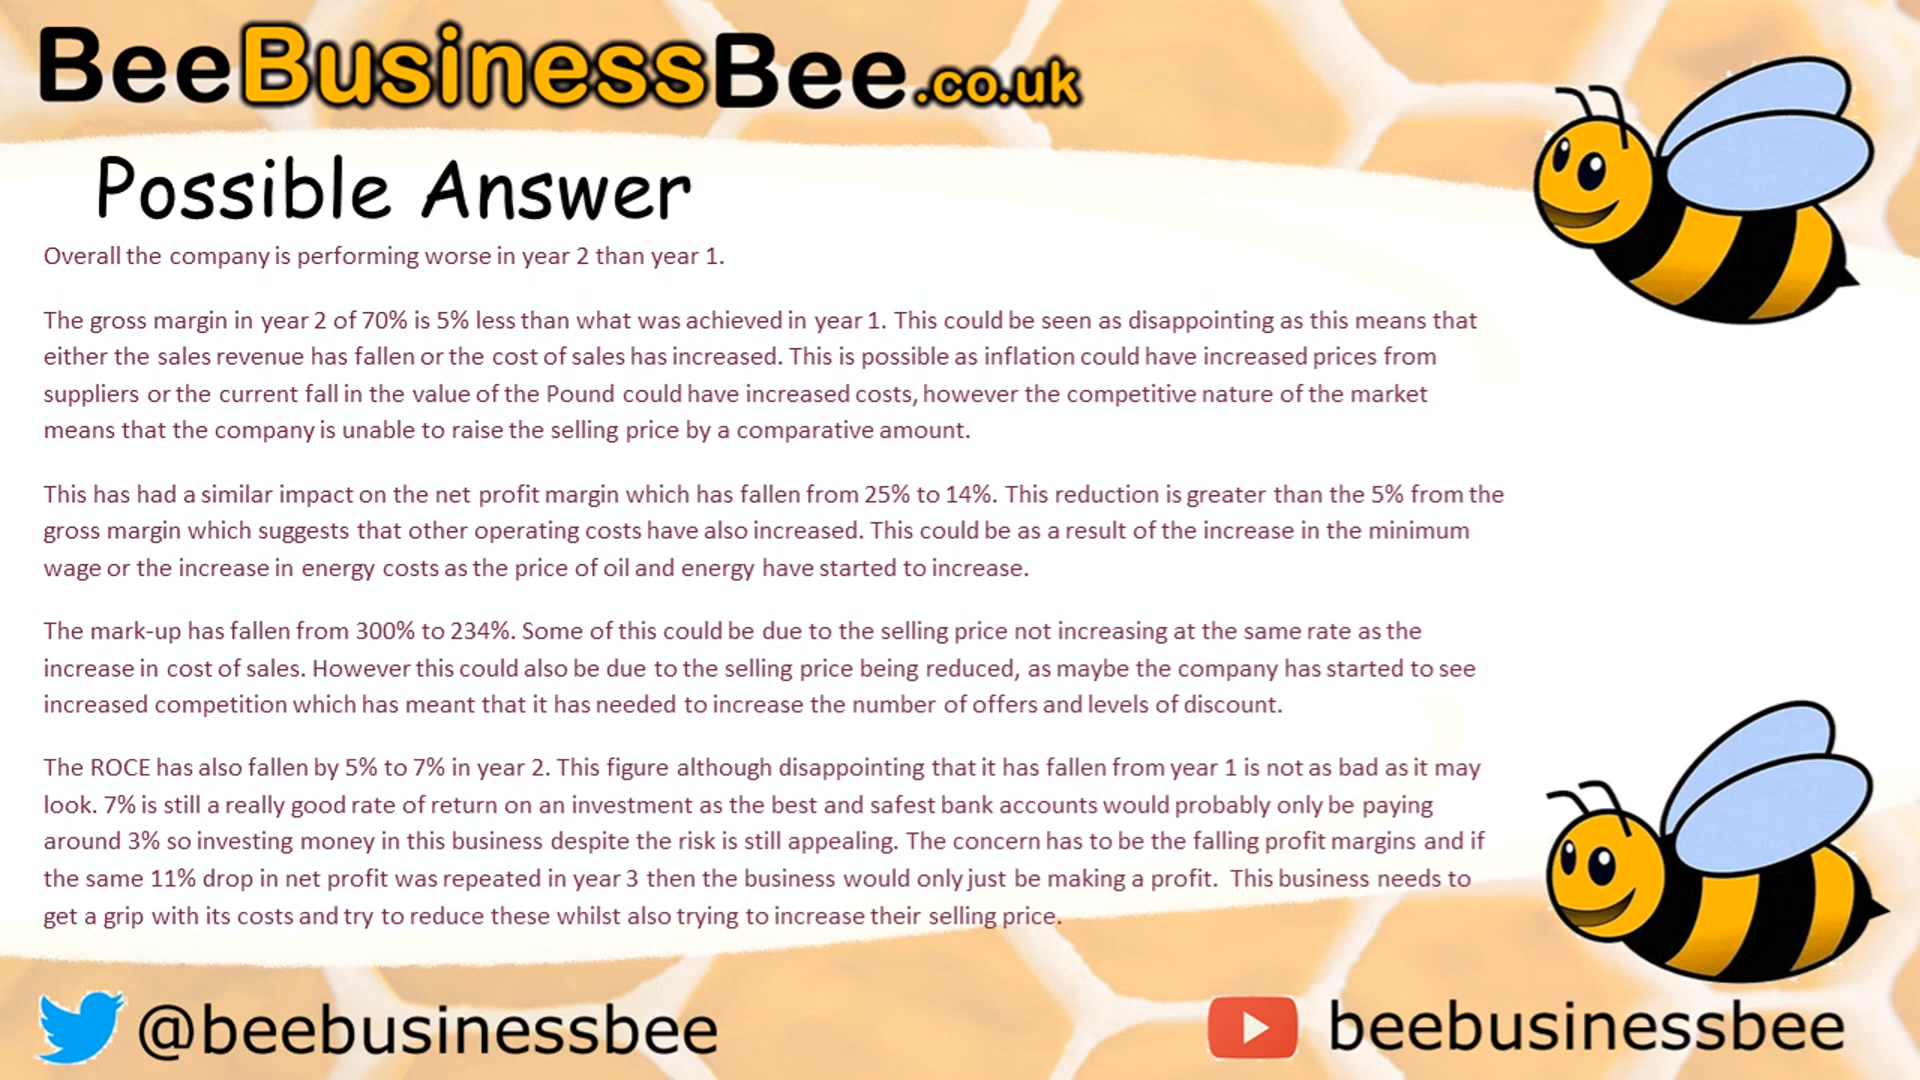 BeeBusinessBee.co.uk
Possible Answer
Overall the company is performing worse in year 2 than year 1.
The gross margin in year 2 of 70% is 5% less than what was achieved in year 1. This could be seen as disappointing as this means that
either the sales revenue has fallen or the cost of sales has increased. This is possible as inflation could have increased prices from
suppliers or the current fall in the value of the Pound could have increased costs, however the competitive nature of the market
means that the company is unable to raise the selling price by a comparative amount.
This has had a similar impact on the net profit margin which has fallen from 25% to 14%. This reduction is greater than the 5% from the
gross margin which suggests that other operating costs have also increased. This could be as a result of the increase in the minimum
wage or the increase in energy costs as the price of oil and energy have started to increase.
The mark-up has fallen from 300% to 234%. Some of this could be due to the selling price not increasing at the same rate as the
increase in cost of sales. However this could also be due to the selling price being reduced, as maybe the company has started to see
increased competition which has meant that it has needed to increase the number of offers and levels of discount.
The ROCE has also fallen by 5% to 7% in year 2. This figure although disappointing that it has fallen from year 1 is not as bad as it may
look. 7% is still a really good rate of return on an investment as the best and safest bank accounts would probably only be paying
around 3% so investing money in this business despite the risk is still appealing. The concern has to be the falling profit margins and if
the same 11% drop in net profit was repeated in year 3 then the business would only just be making a profit.  This business needs to
get a grip with its costs and try to reduce these whilst also trying to increase their selling price.
@beebusinessbee
beebusinessbee